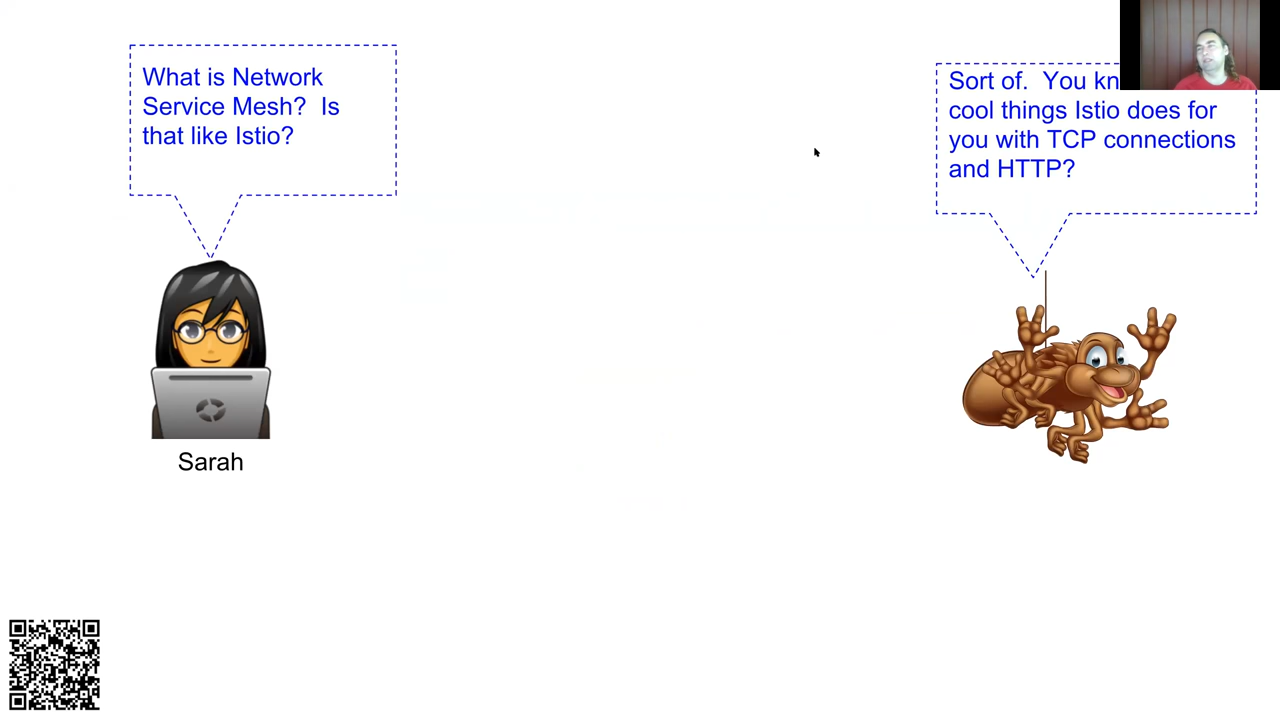 What is Network
Service Mesh?  Is
that like Istio?
Sort of.  You
cool things Istio does for
you with TCP connections
and HTTP?
Sarah